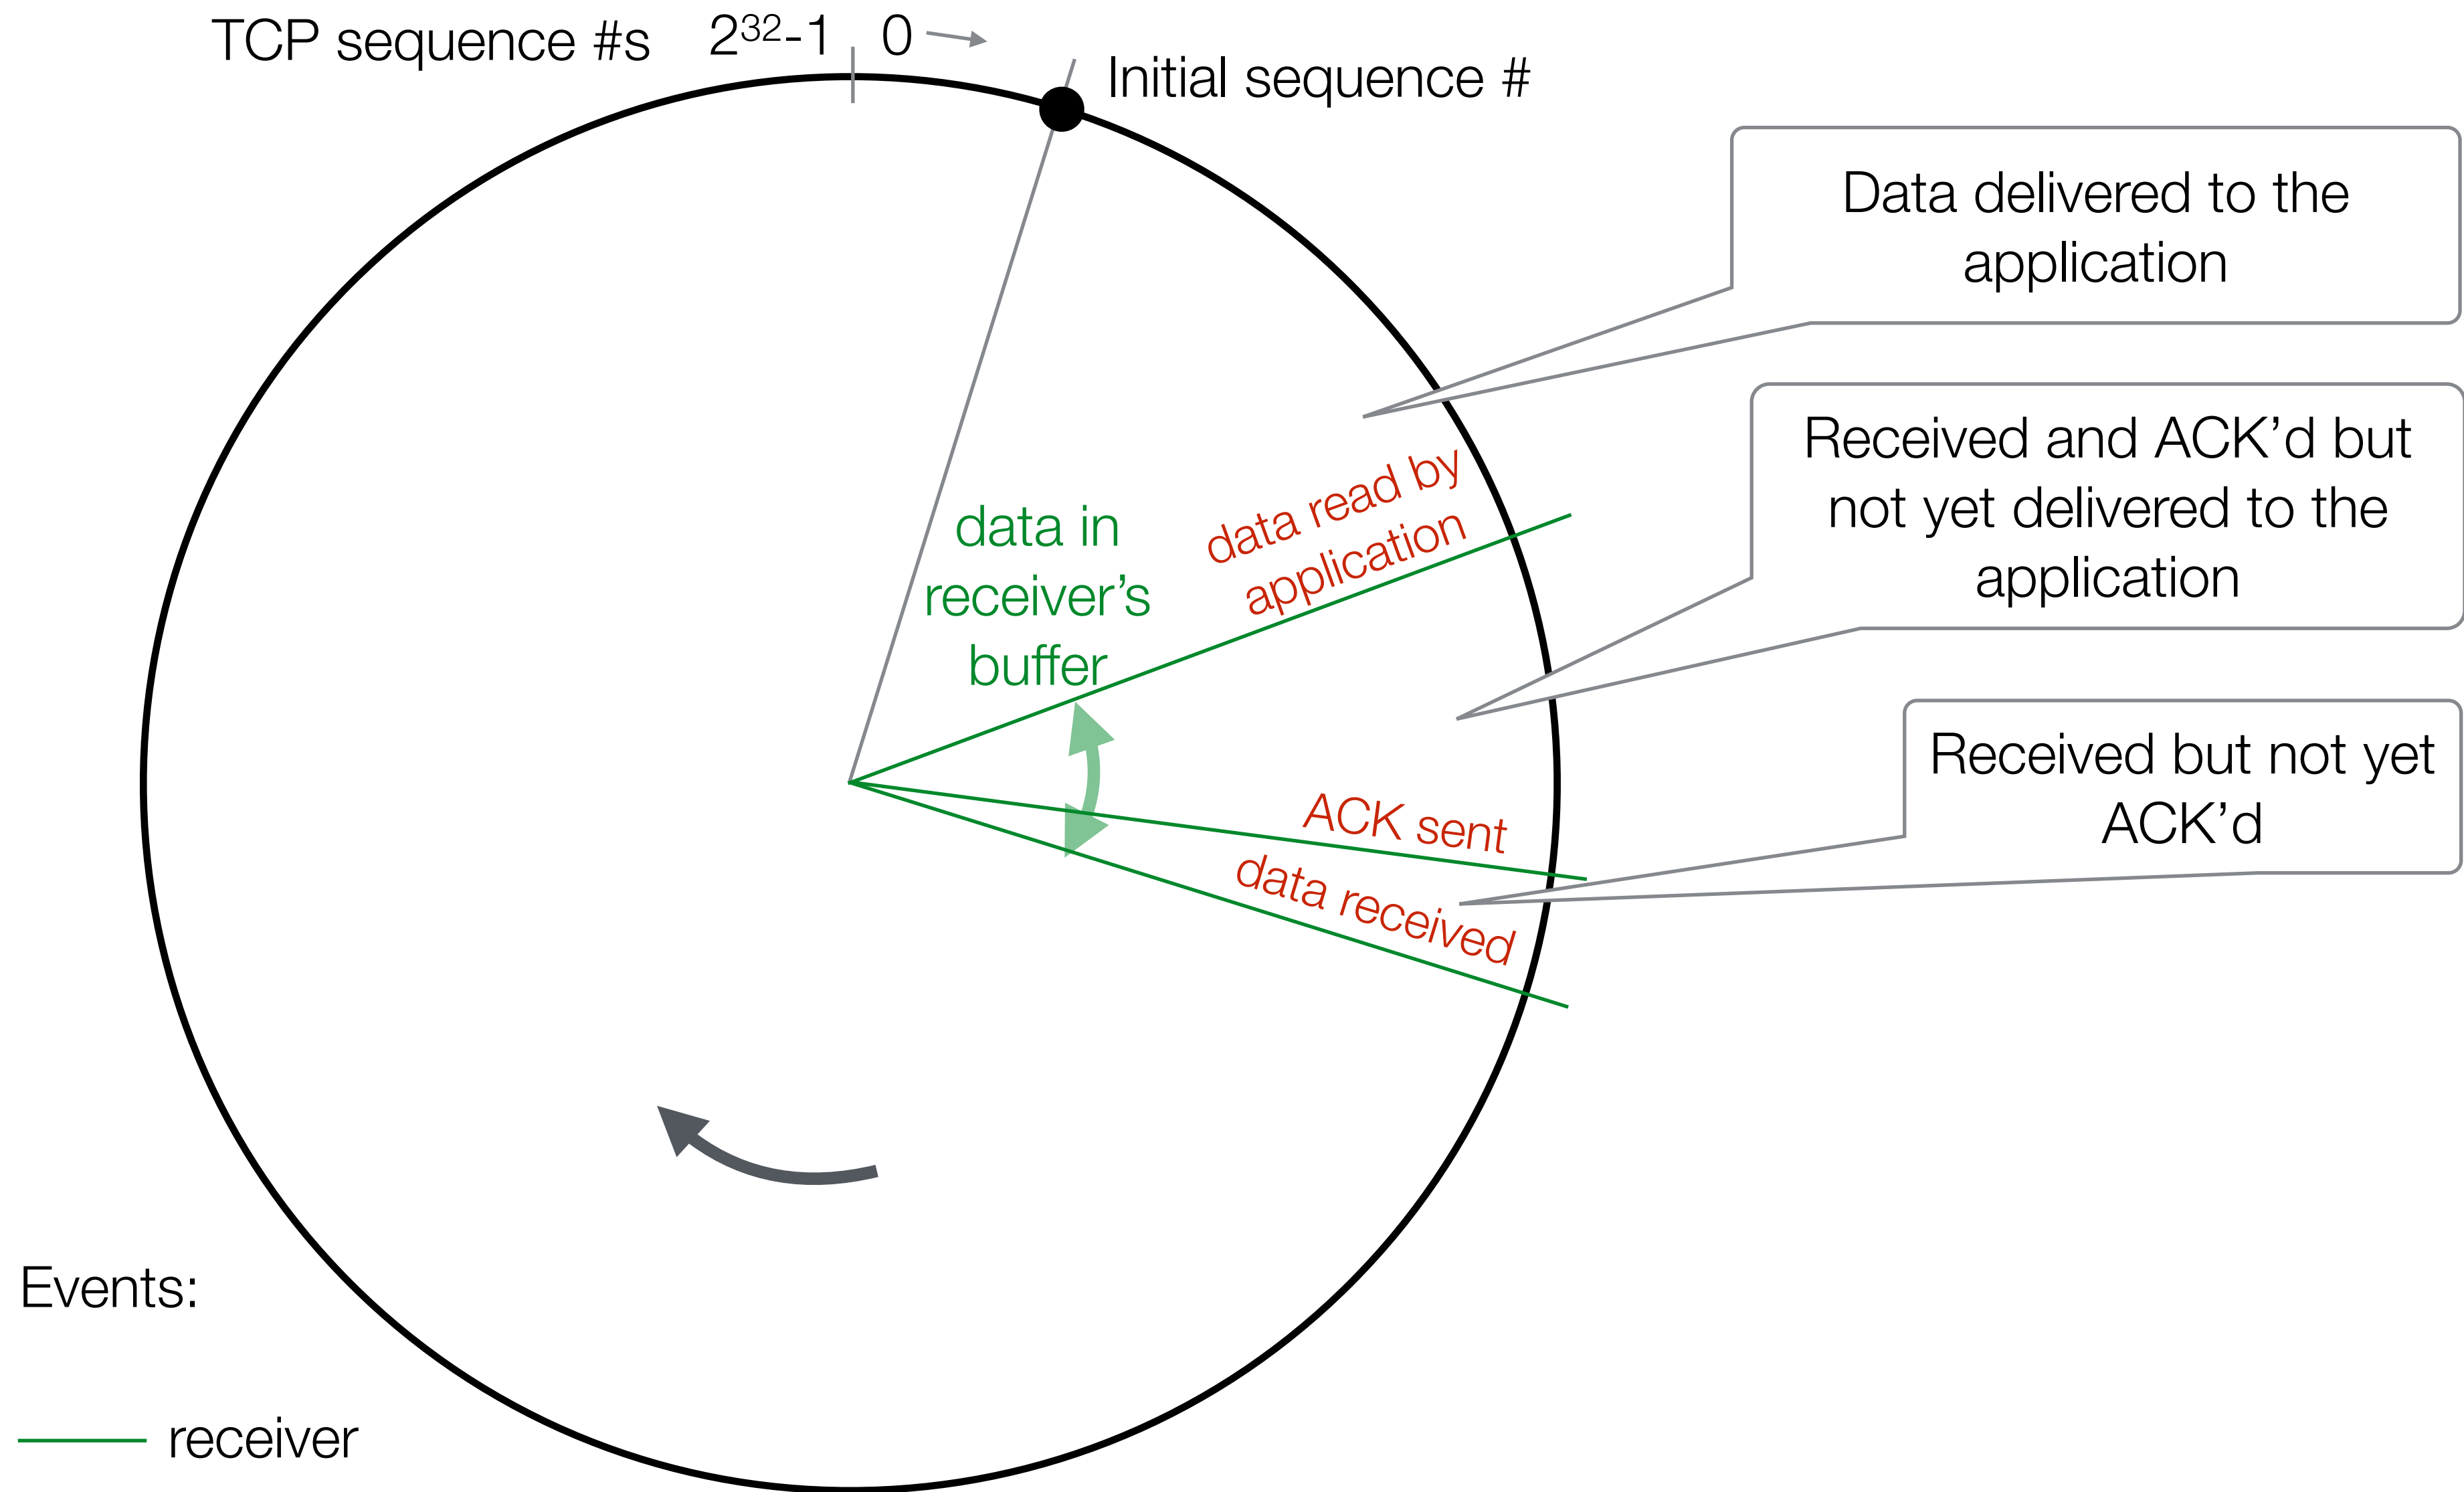 TCP sequence #s 2³²-1 0
Initial sequence #
Data delivered to the
application
Received and ACK’d but
not yet delivered to the
application
data read by
application
data in
receiver’s
buffer
Received but not yet
ACK’d
ACK sent
data received
Events:
receiver